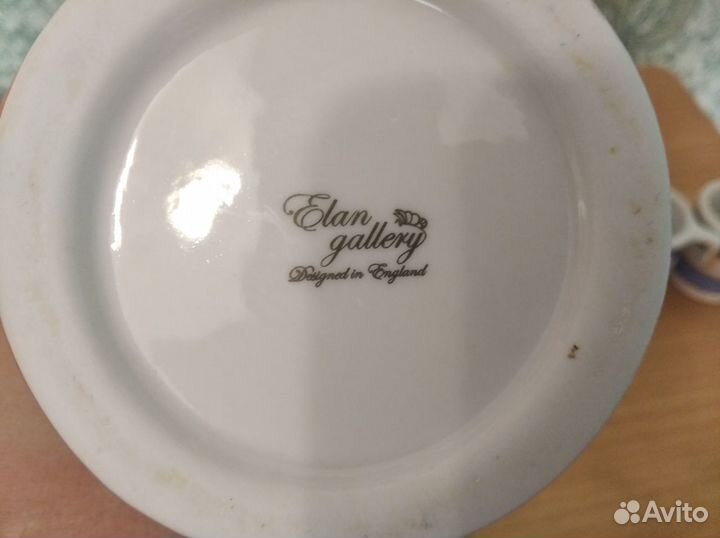 Elan
gallery
Designed in England
Avito